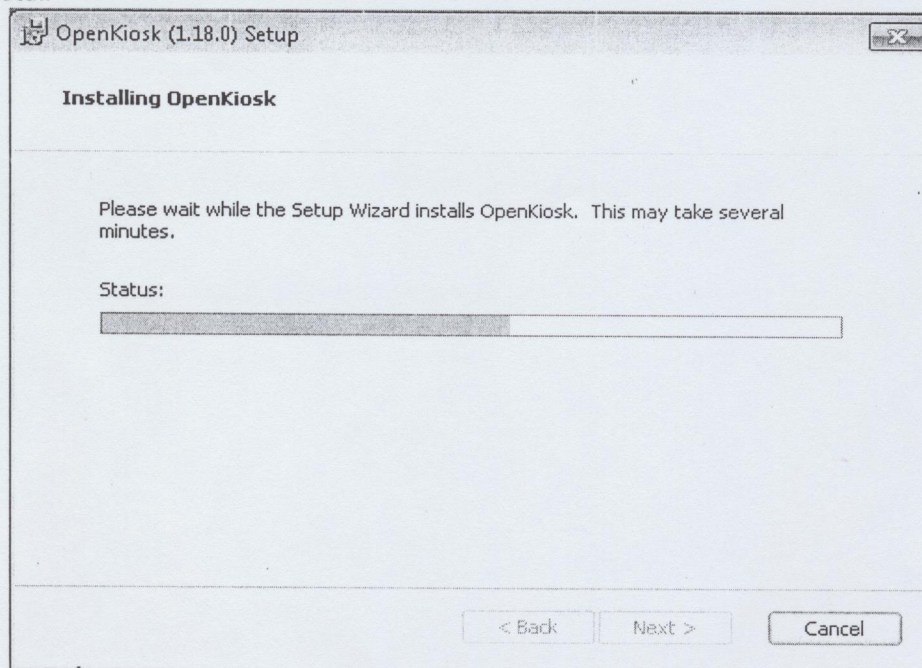 OpenKiosk (1.18.0) Setup
Installing OpenKiosk
Please wait while the Setup Wizard installs OpenKiosk. This may take several
minutes.
Status:
< Back
Next >
Cancel